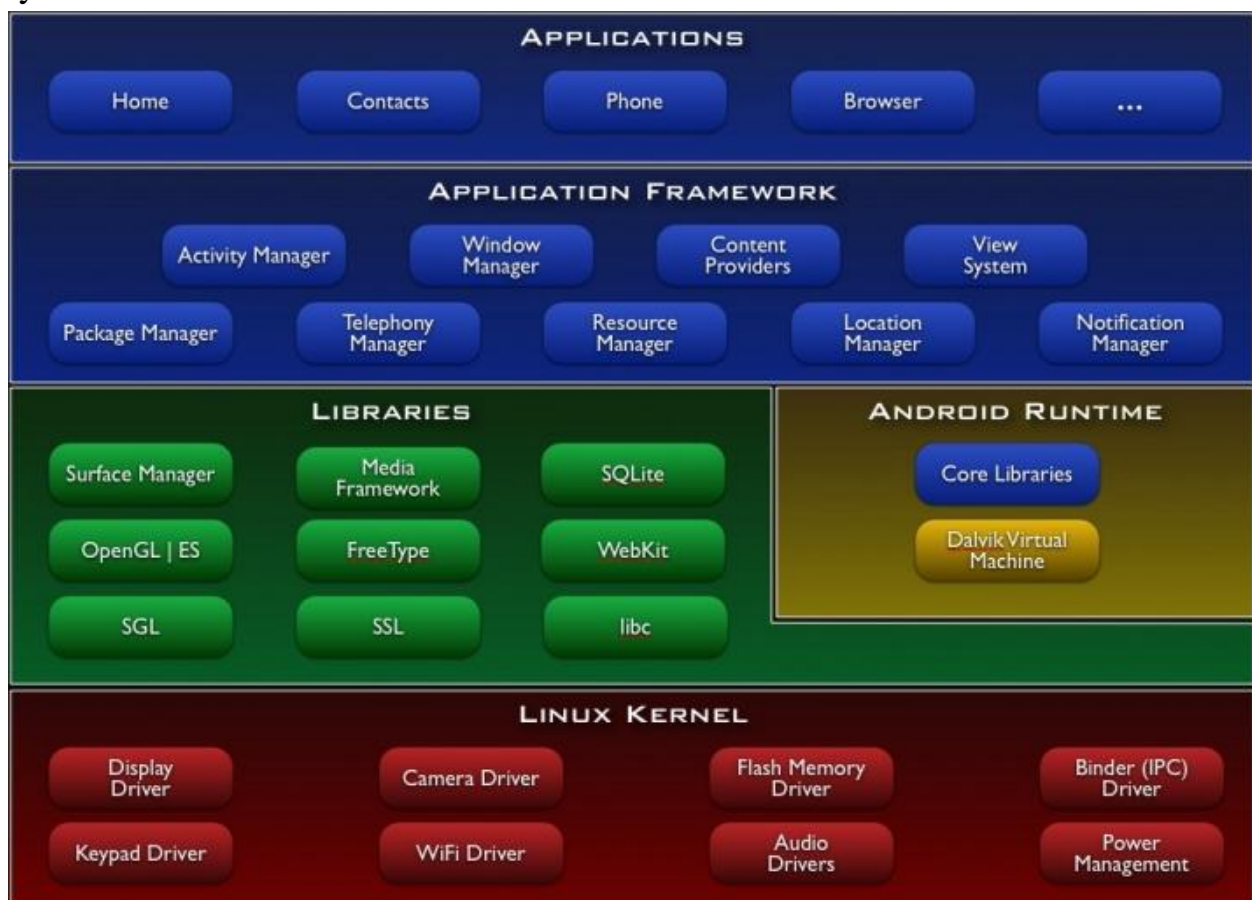 APPLICATIONS
Home Contacts Phone Browser ...
APPLICATION FRAMEWORK
Activity Manager
Window
Manager
Content
Providers
View
System
Package Manager
Telephony
Manager
Resource
Manager
Location
Manager
Notification
Manager
LIBRARIES
Surface Manager
Media
Framework
SQLite
OpenGL | ES
FreeType
WebKit
SGL
SSL
libc
ANDROID RUNTIME
Core Libraries
Dalvik Virtual
Machine
LINUX KERNEL
Display
Driver
Camera Driver
Flash Memory
Driver
Binder (IPC)
Driver
Keypad Driver
WiFi Driver
Audio
Drivers
Power
Management